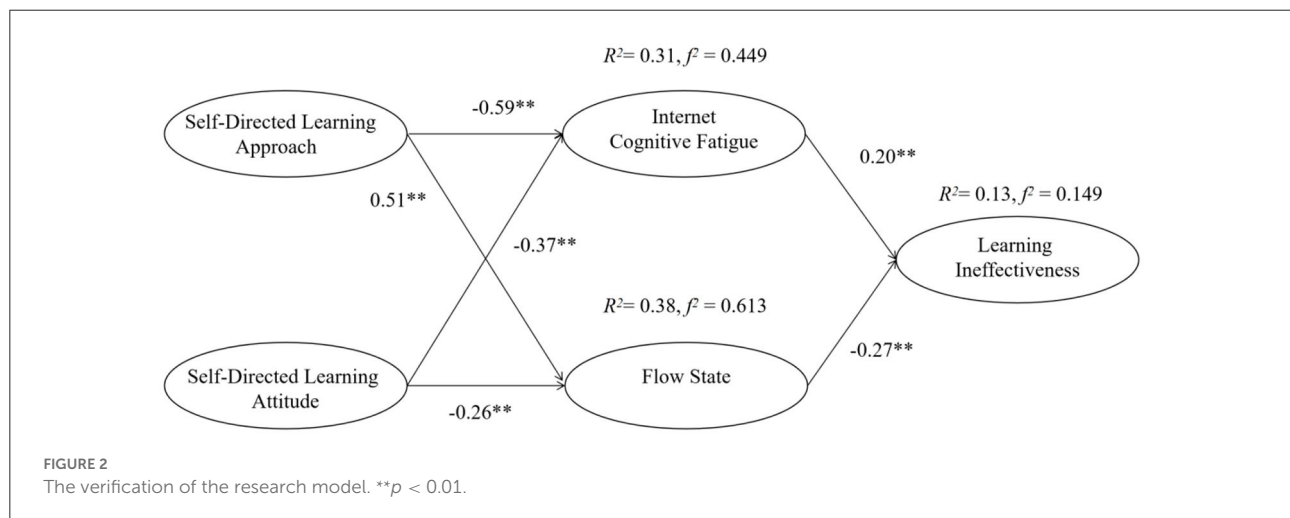 R²= 0.31, f² = 0.449
-0.59**
Self-Directed Learning
Approach
Internet
Cognitive Fatigue
0.20**
0.51**
R²= 0.13, f² = 0.149
-0.37**
Learning
Ineffectiveness
R²= 0.38, f² = 0.613
-0.27**
Self-Directed Learning
Attitude
Flow State
-0.26**
FIGURE 2
The verification of the research model. **p < 0.01.